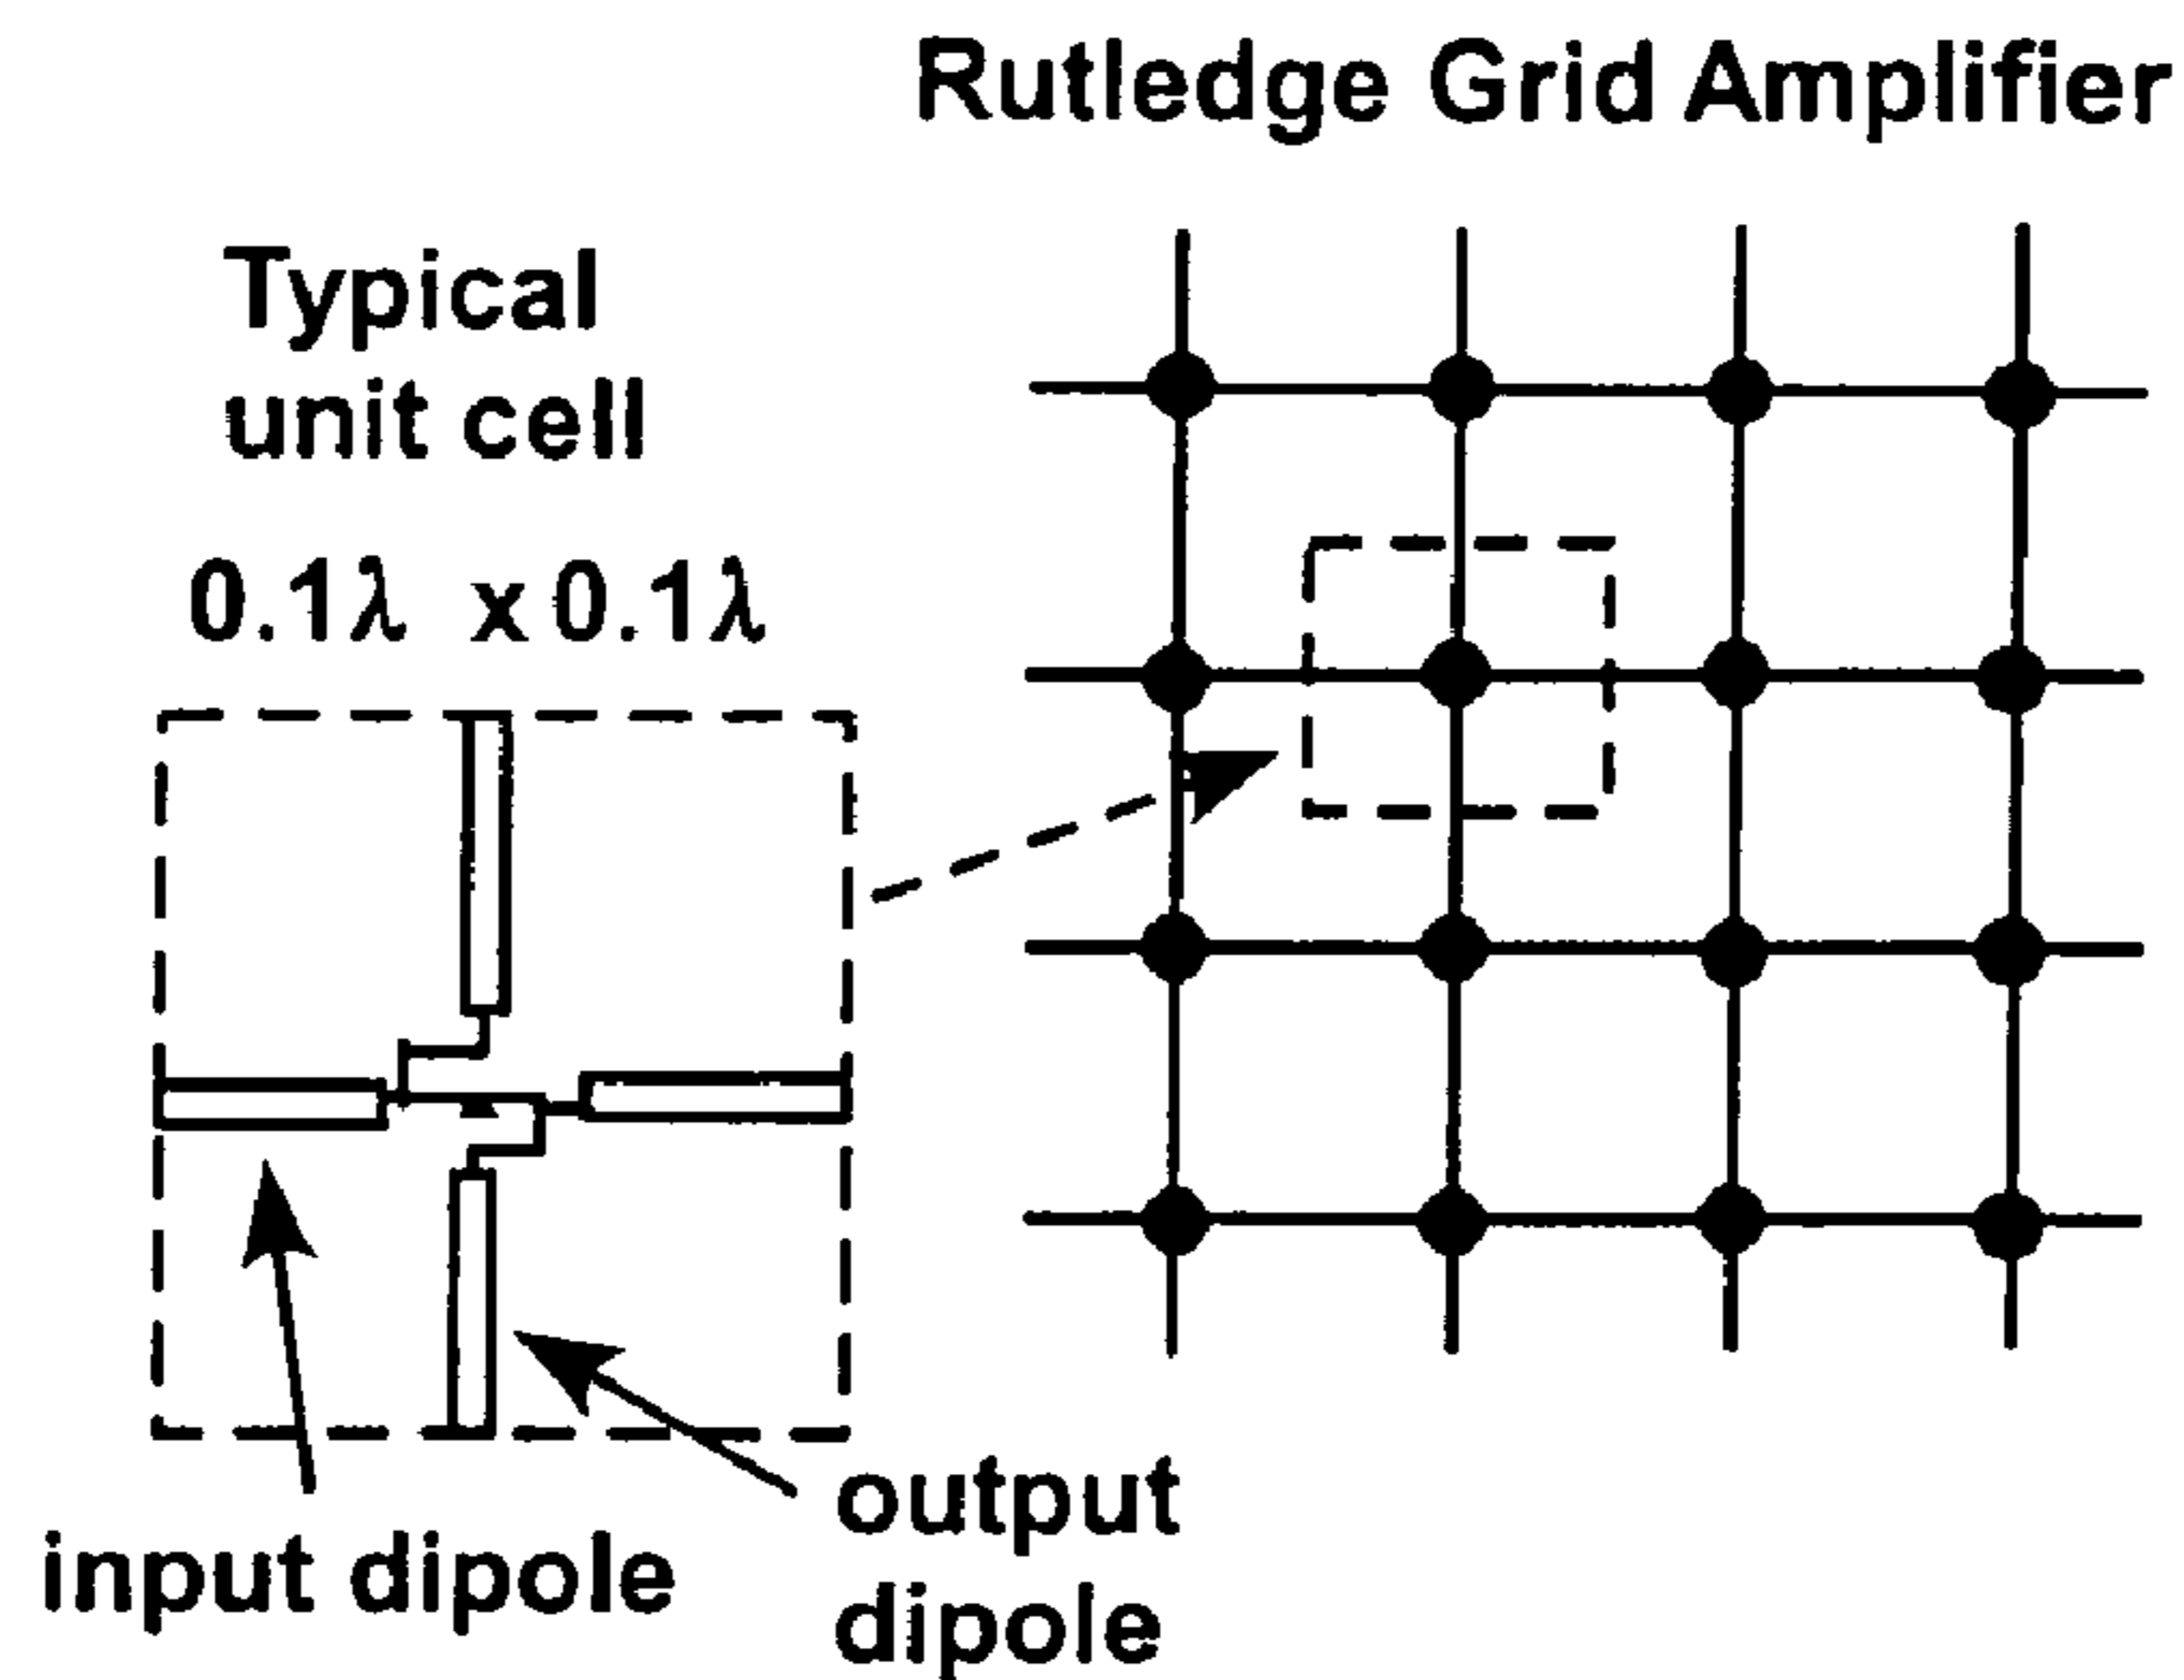 Rutledge Grid Amplifier
Typical
unit cell
0.1λ x 0.1λ
input dipole
output
dipole